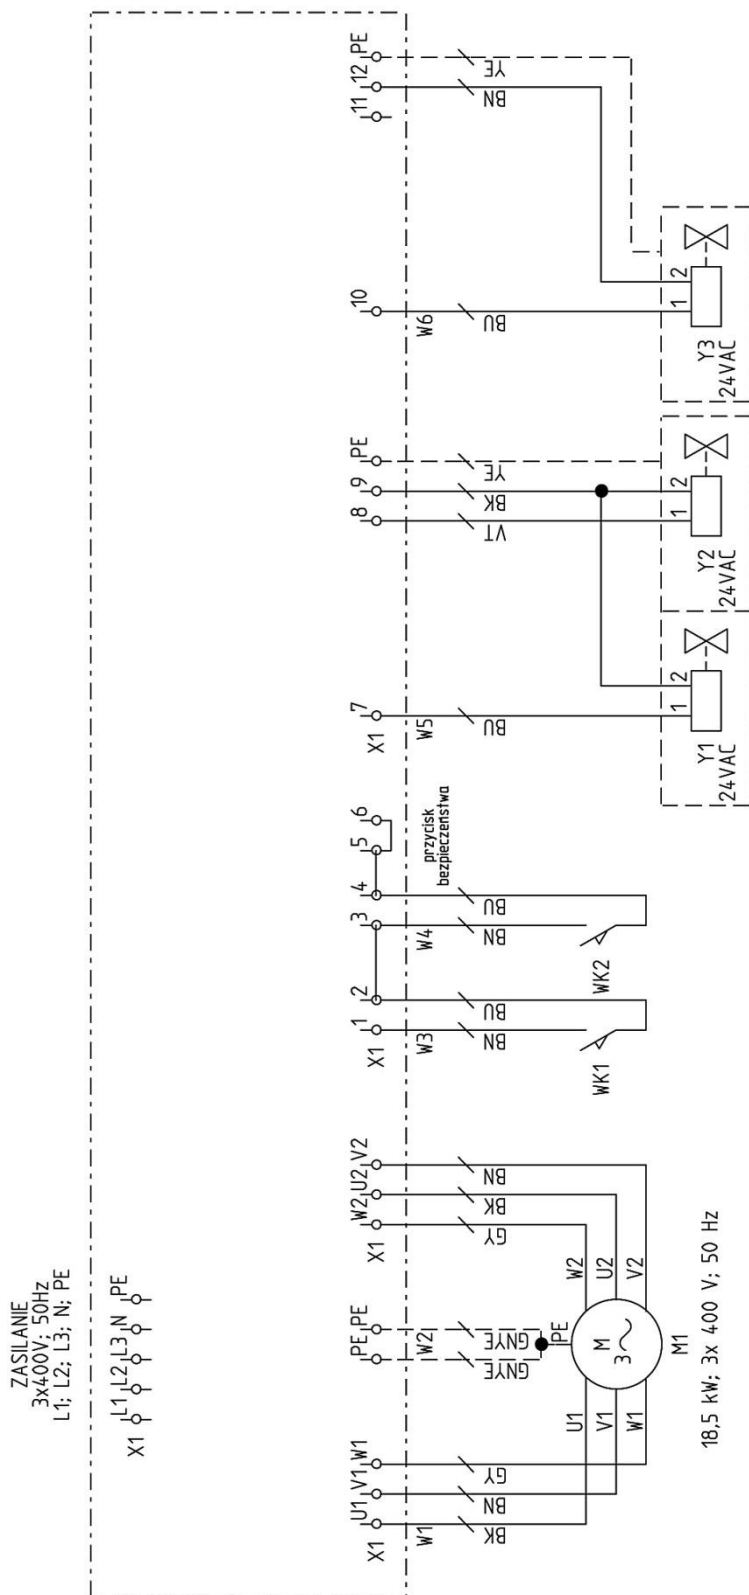 ZASILANIE
3x400V; 50Hz
L1; L2; L3; N; PE
X1 L1 L2 L3 N PE
X1 U1 V1 W1
PE PE
X1 W2 U2 V2
X1 1 2 3 4 5 6
X1 7 8 9 PE 10 11 12 PE
W1 BK BN GY
W2 GNYE GNYE
GY BK BN
W3 BN BU
W4 BN BU
przycisk
bezpieczeństwa
W5 BU VT BK YE
W6 BU BN YE
U1 V1 W1
PE
W2 U2 V2
M
3
M1
18,5 kW; 3x 400 V; 50 Hz
WK1
WK2
1 2
Y1
24VAC
1 2
Y2
24VAC
1 2
Y3
24VAC